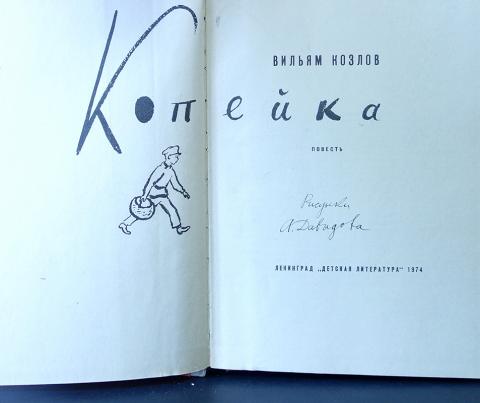 ВИЛЬЯМ КОЗЛОВ
Копейка
ПОВЕСТЬ
Рисунки
А. Давыдова
ЛЕНИНГРАД „ДЕТСКАЯ ЛИТЕРАТУРА" 1974